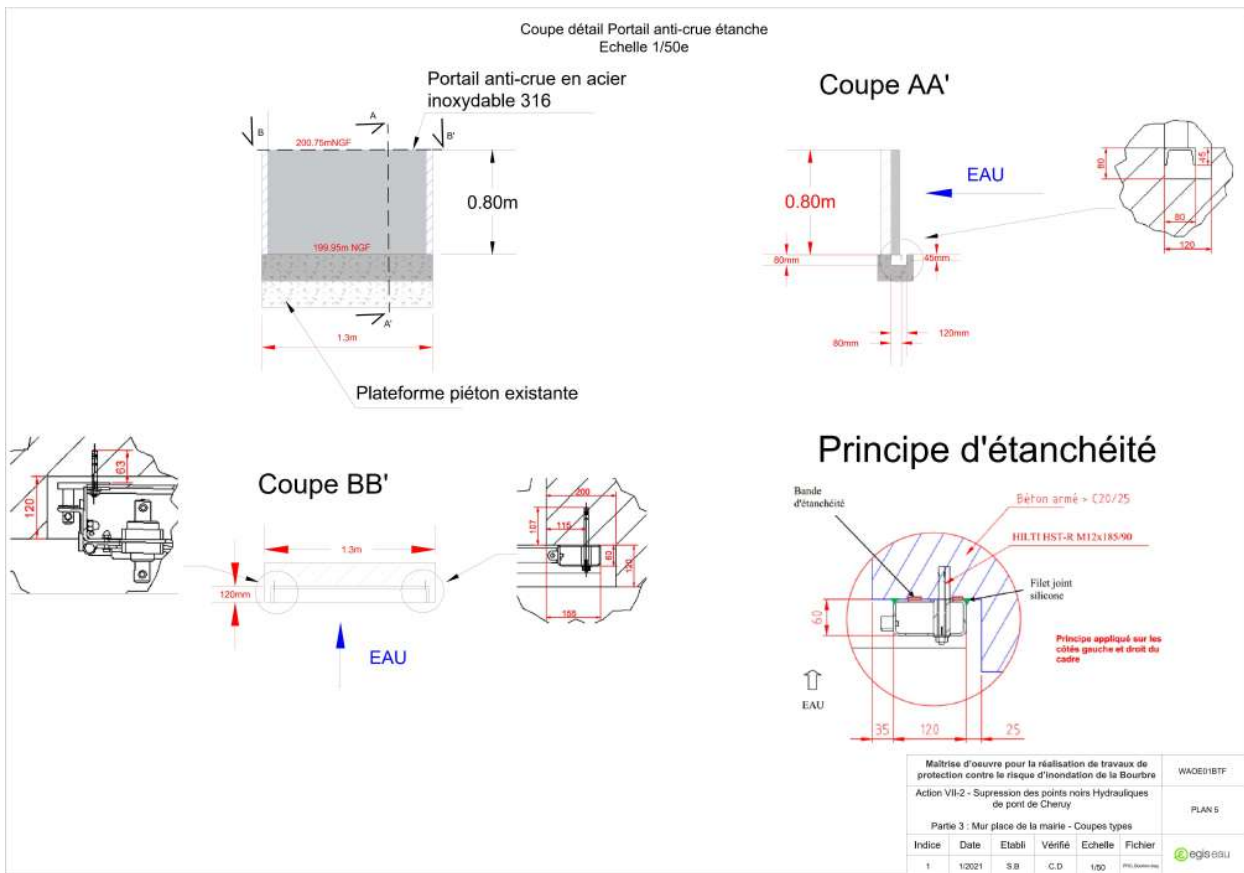 Coupe détail Portail anti-crue étanche
Echelle 1/50e
Portail anti-crue en acier
inoxydable 316
Coupe AA'
B
A
B'
200.75mNGF
0.80m
199.95m NGF
A'
1.3m
Plateforme piéton existante
0.80m
EAU
60mm
45mm
120mm
80mm
60
45
80
120
Coupe BB'
63
120
1.3m
120mm
EAU
200
107
115
60
120
155
Principe d'étanchéité
Bande
d'étanchéité
Béton armé > C20/25
HILTI HST-R M12x185/90
Filet joint
silicone
60
Principe appliqué sur les
côtés gauche et droit du
cadre
EAU
35
120
25
Maîtrise d'oeuvre pour la réalisation de travaux de
protection contre le risque d'inondation de la Bourbre
WAOE01BTF
Action VII-2 - Supression des points noirs Hydrauliques
de pont de Cheruy
PLAN 5
Partie 3 : Mur place de la mairie - Coupes types
Indice Date Etabli Vérifié Echelle Fichier
1 1/2021 S.B C.D 1/50
egis eau